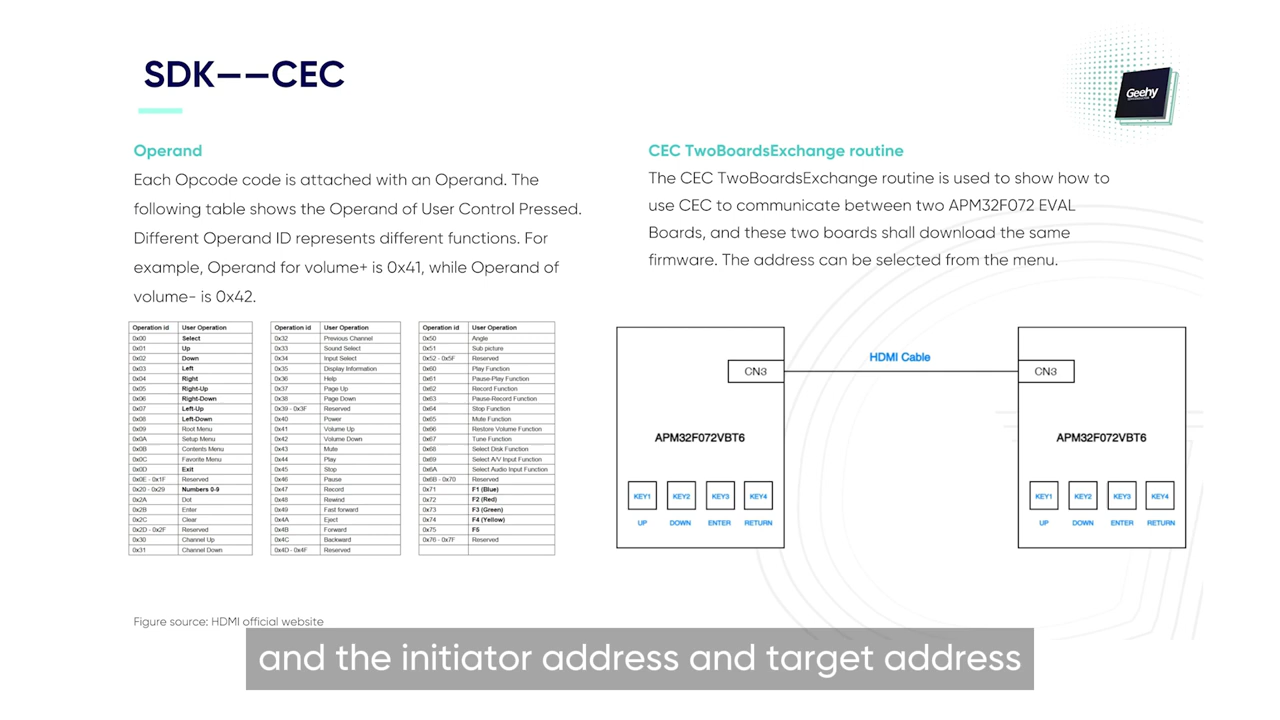 SDK——CEC
Geehy
Operand
Each Opcode code is attached with an Operand. The
following table shows the Operand of User Control Pressed.
Different Operand ID represents different functions. For
example, Operand for volume+ is 0x41, while Operand of
volume- is 0x42.
CEC TwoBoardsExchange routine
The CEC TwoBoardsExchange routine is used to show how to
use CEC to communicate between two APM32F072 EVAL
Boards, and these two boards shall download the same
firmware. The address can be selected from the menu.
Operation id User Operation
0x00 Select
0x01 Up
0x02 Down
0x03 Left
0x04 Right
0x05 Right-Up
0x06 Right-Down
0x07 Left-Up
0x08 Left-Down
0x09 Root Menu
0x0A Setup Menu
0x0B Contents Menu
0x0C Favorite Menu
0x0D Exit
0x0E - 0x1F Reserved
0x20 - 0x29 Numbers 0-9
0x2A Dot
0x2B Enter
0x2C Clear
0x2D - 0x2F Reserved
0x30 Channel Up
0x31 Channel Down
Operation id User Operation
0x32 Previous Channel
0x33 Sound Select
0x34 Input Select
0x35 Display Information
0x36 Help
0x37 Page Up
0x38 Page Down
0x39 - 0x3F Reserved
0x40 Power
0x41 Volume Up
0x42 Volume Down
0x43 Mute
0x44 Play
0x45 Stop
0x46 Pause
0x47 Record
0x48 Rewind
0x49 Fast forward
0x4A Eject
0x4B Forward
0x4C Backward
0x4D - 0x4F Reserved
Operation id User Operation
0x50 Angle
0x51 Sub picture
0x52 - 0x5F Reserved
0x60 Play Function
0x61 Pause-Play Function
0x62 Record Function
0x63 Pause-Record Function
0x64 Stop Function
0x65 Mute Function
0x66 Restore Volume Function
0x67 Tune Function
0x68 Select Disk Function
0x69 Select A/V Input Function
0x6A Select Audio Input Function
0x6B - 0x70 Reserved
0x71 F1 (Blue)
0x72 F2 (Red)
0x73 F3 (Green)
0x74 F4 (Yellow)
0x75 F5
0x76 - 0x7F Reserved
HDMI Cable
CN3
CN3
APM32F072VBT6
APM32F072VBT6
KEY1 KEY2 KEY3 KEY4
UP DOWN ENTER RETURN
KEY1 KEY2 KEY3 KEY4
UP DOWN ENTER RETURN
Figure source: HDMI official website
and the initiator address and target address